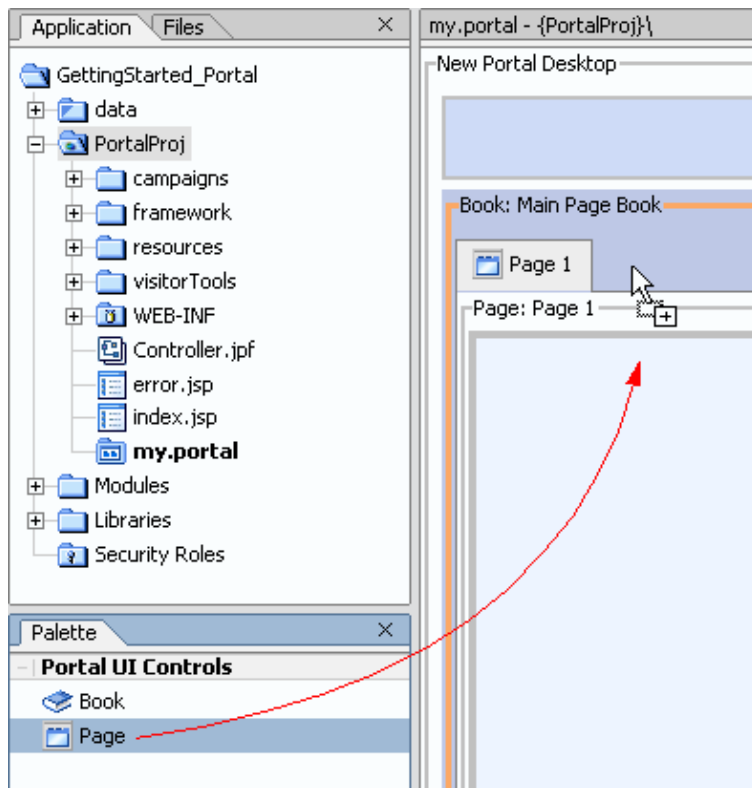 Application Files
GettingStarted_Portal
data
PortalProj
campaigns
framework
resources
visitorTools
WEB-INF
Controller.jpf
error.jsp
index.jsp
my.portal
Modules
Libraries
Security Roles
Palette
Portal UI Controls
Book
Page
my.portal - {PortalProj}\
New Portal Desktop
Book: Main Page Book
Page 1
Page: Page 1